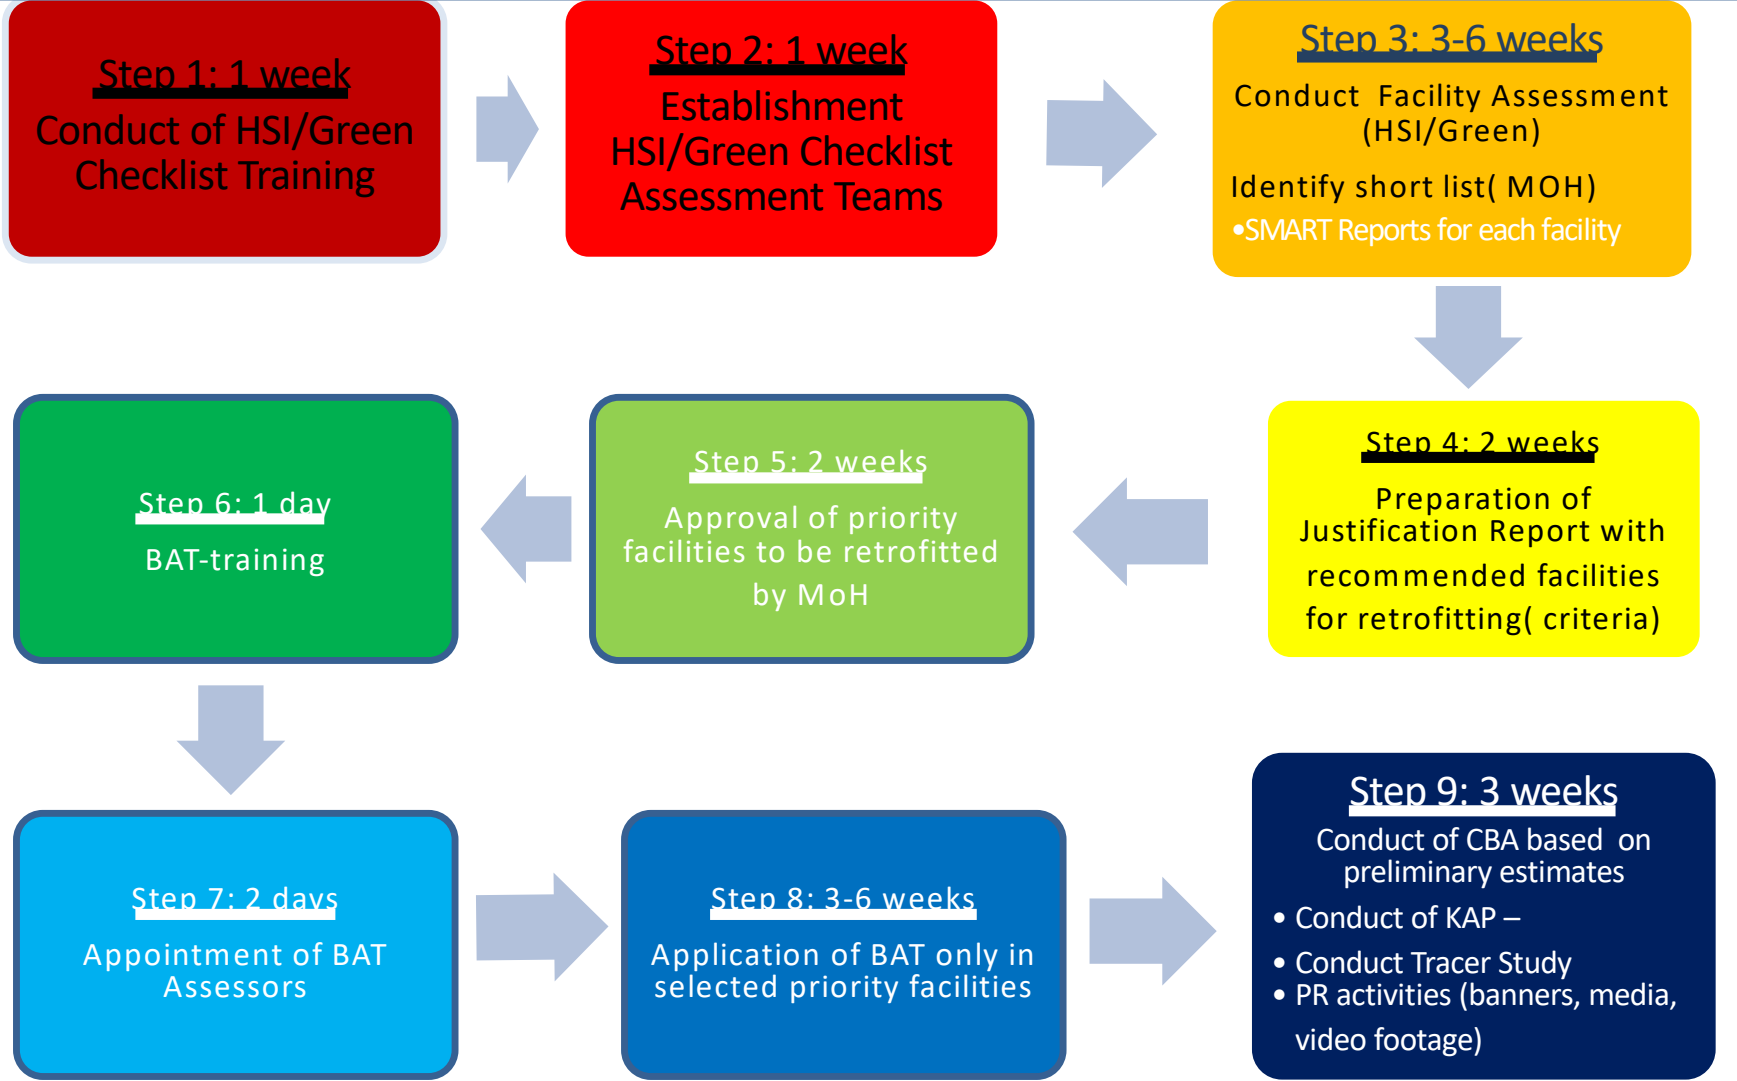 Step 1: 1 week
Conduct of HSI/Green
Checklist Training
Step 2: 1 week
Establishment
HSI/Green Checklist
Assessment Teams
Step 3: 3-6 weeks
Conduct Facility Assessment
(HSI/Green)
Identify short list( MOH)
•SMART Reports for each facility
Step 4: 2 weeks
Preparation of
Justification Report with
recommended facilities
for retrofitting( criteria)
Step 5: 2 weeks
Approval of priority
facilities to be retrofitted
by MoH
Step 6: 1 day
BAT-training
Step 7: 2 days
Appointment of BAT
Assessors
Step 8: 3-6 weeks
Application of BAT only in
selected priority facilities
Step 9: 3 weeks
Conduct of CBA based on
preliminary estimates
• Conduct of KAP –
• Conduct Tracer Study
• PR activities (banners, media,
video footage)